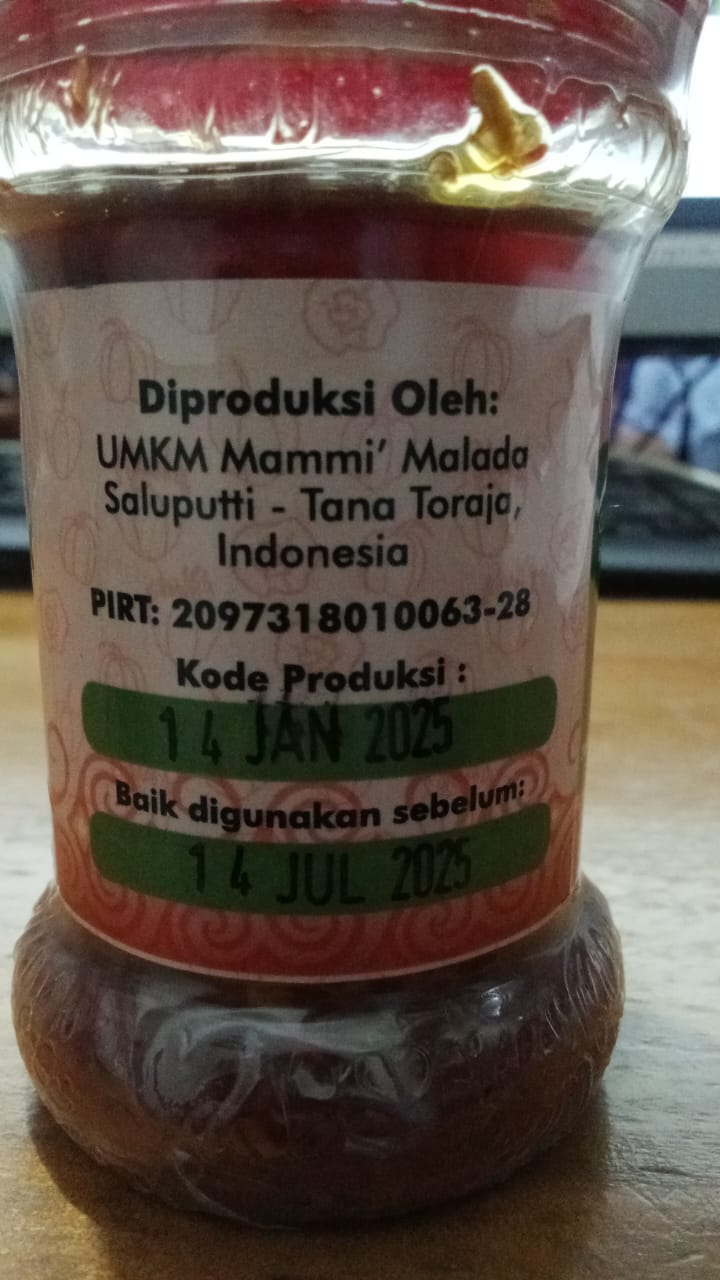 Diproduksi Oleh:
UMKM Mammi' Malada
Saluputti - Tana Toraja,
Indonesia
PIRT: 2097318010063-28
Kode Produksi :
14 JAN 2025
Baik digunakan sebelum:
14 JUL 2025